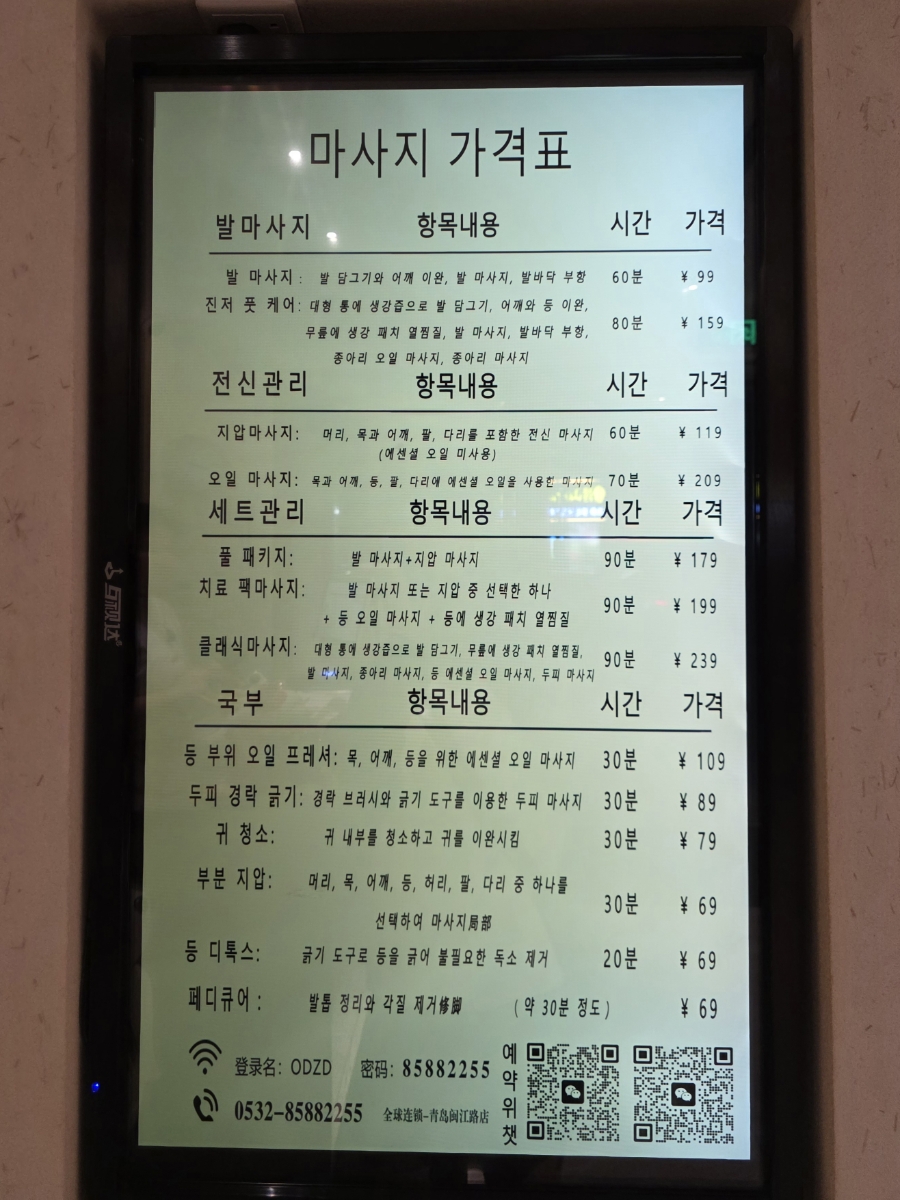 마사지 가격표
발마사지 항목내용 시간 가격
발 마사지: 발 담그기와 어깨 이완, 발 마사지, 발바닥 부항 60분 ¥ 99
진저 풋 케어: 대형 통에 생강즙으로 발 담그기, 어깨와 등 이완,
무릎에 생강 패치 열찜질, 발 마사지, 발바닥 부항, 80분 ¥ 159
종아리 오일 마사지, 종아리 마사지
전신관리 항목내용 시간 가격
지압마사지: 머리, 목과 어깨, 팔, 다리를 포함한 전신 마사지 60분 ¥ 119
(에센셜 오일 미사용)
오일 마사지: 목과 어깨, 등, 팔, 다리에 에센셜 오일을 사용한 마사지 70분 ¥ 209
세트관리 항목내용 시간 가격
풀 패키지: 발 마사지+지압 마사지 90분 ¥ 179
치료 팩마사지: 발 마사지 또는 지압 중 선택한 하나
+ 등 오일 마사지 + 등에 생강 패치 열찜질 90분 ¥ 199
클래식마사지: 대형 통에 생강즙으로 발 담그기, 무릎에 생강 패치 열찜질,
발 마사지, 종아리 마사지, 등 에센셜 오일 마사지, 두피 마사지 90분 ¥ 239
국부 항목내용 시간 가격
등 부위 오일 프레셔: 목, 어깨, 등을 위한 에센셜 오일 마사지 30분 ¥ 109
두피 경락 긁기: 경락 브러시와 긁기 도구를 이용한 두피 마사지 30분 ¥ 89
귀 청소: 귀 내부를 청소하고 귀를 이완시킴 30분 ¥ 79
부분 지압: 머리, 목, 어깨, 등, 허리, 팔, 다리 중 하나를
선택하여 마사지局部 30분 ¥ 69
등 디톡스: 긁기 도구로 등을 긁어 불필요한 독소 제거 20분 ¥ 69
페디큐어: 발톱 정리와 각질 제거修脚 (약 30분 정도) ¥ 69
登录名: ODZD 密码: 85882255
0532-85882255 全球连锁-青岛闽江路店
예약위챗